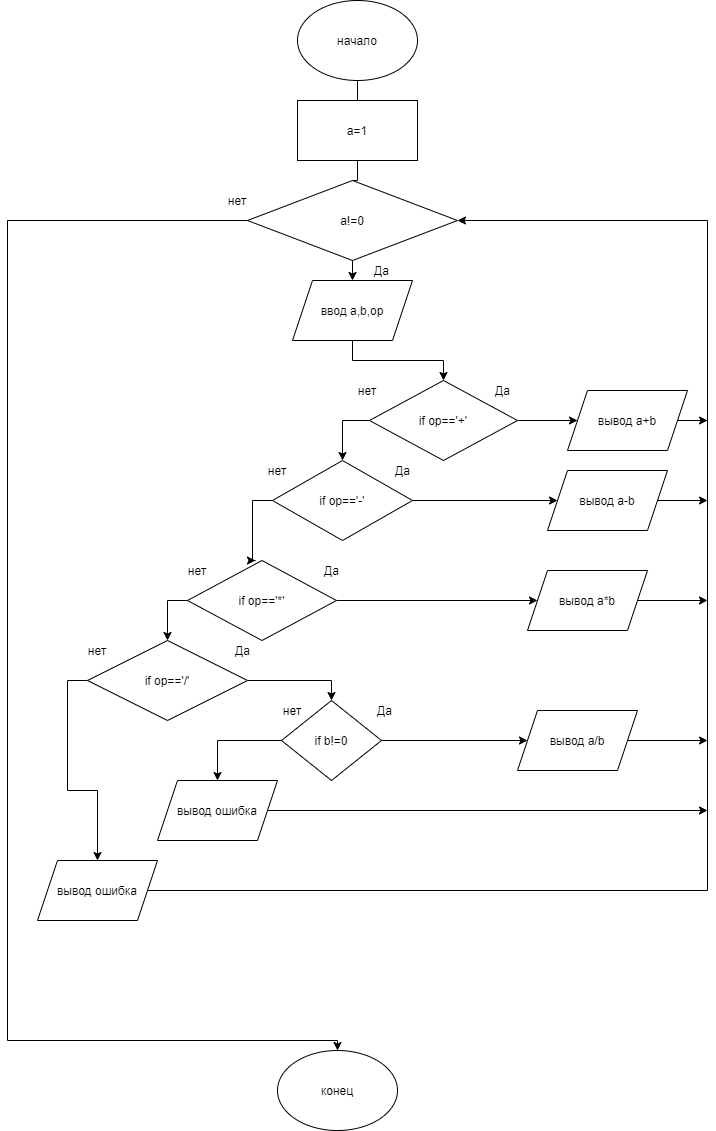 начало
a=1
нет
a!=0
Да
ввод a,b,op
нет
Да
if op=='+'
вывод a+b
нет
Да
if op=='-'
вывод a-b
нет
Да
if op=='*'
вывод a*b
нет
Да
if op=='/'
нет
Да
if b!=0
вывод a/b
вывод ошибка
вывод ошибка
конец